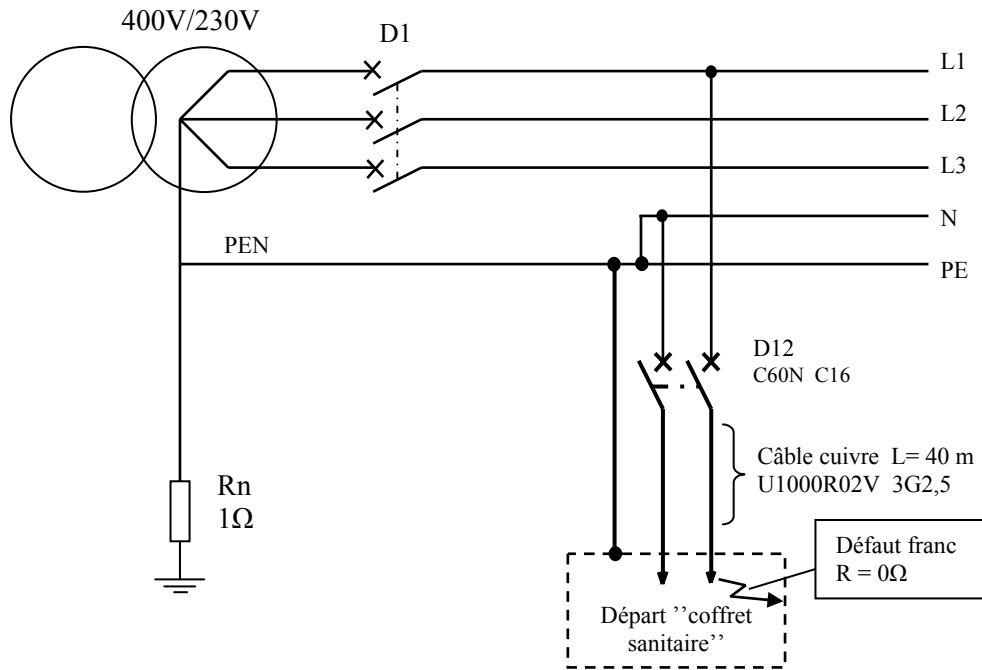 400V/230V
D1
L1
L2
L3
N
PEN
PE
D12
C60N C16
Câble cuivre L= 40 m
U1000R02V 3G2,5
Rn
1Ω
Défaut franc
R = 0Ω
Départ ’’coffret
sanitaire’’